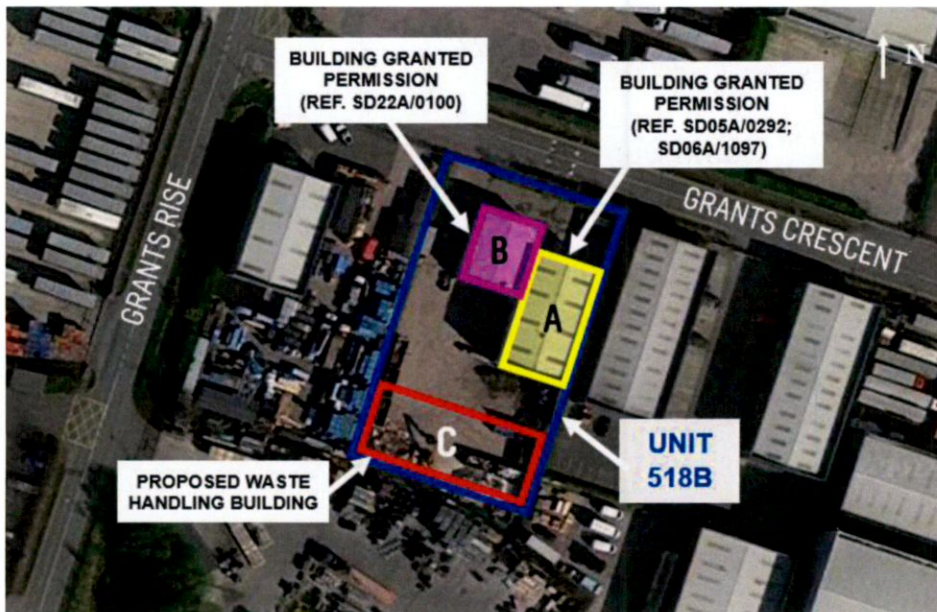 BUILDING GRANTED
PERMISSION
(REF. SD22A/0100)
BUILDING GRANTED
PERMISSION
(REF. SD05A/0292;
SD06A/1097)
N
GRANTS RISE
GRANTS CRESCENT
B
A
C
UNIT
518B
PROPOSED WASTE
HANDLING BUILDING